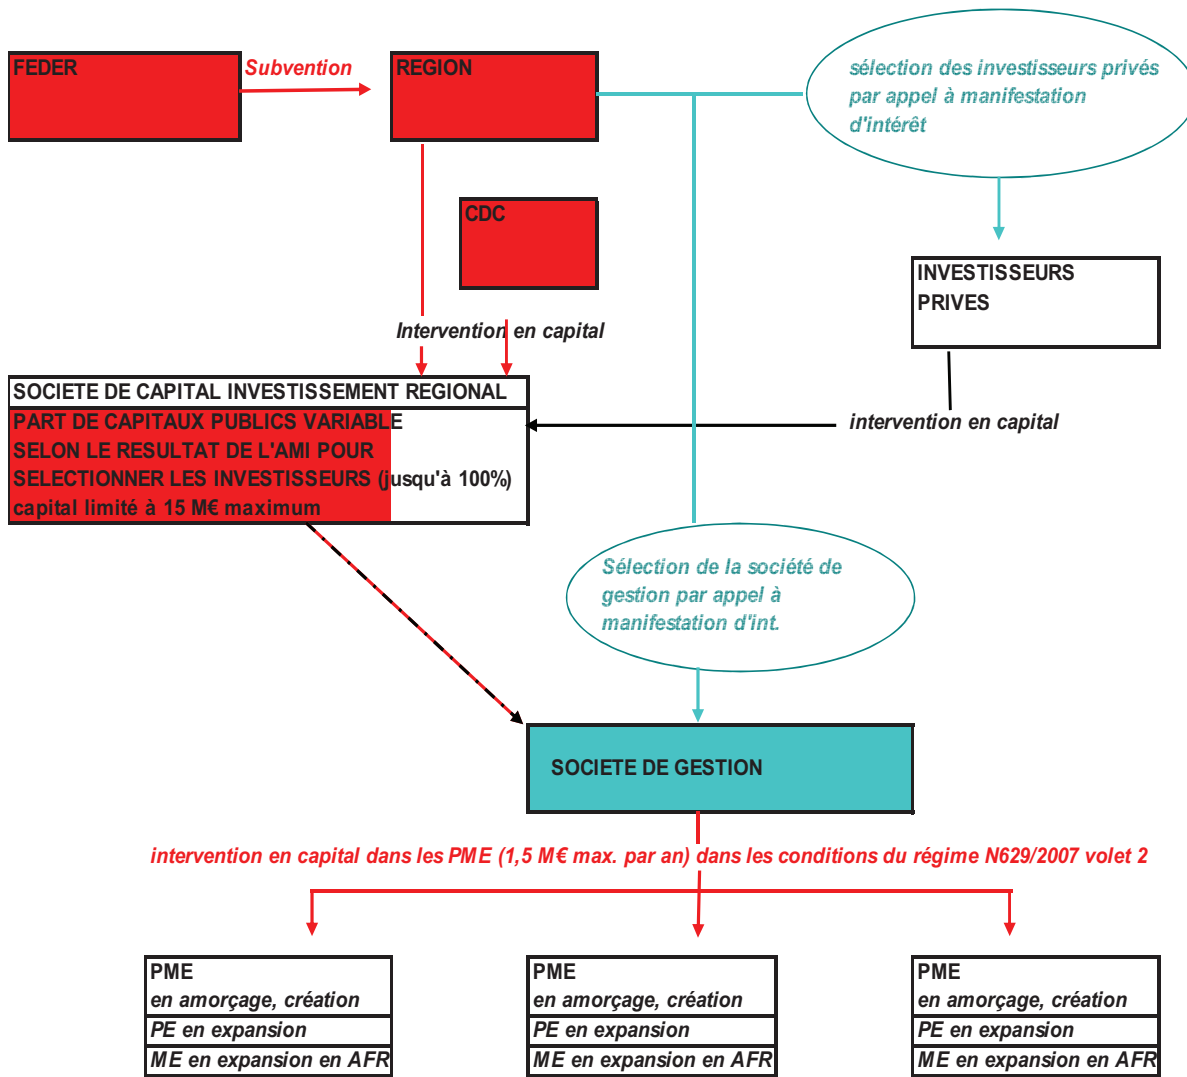 FEDER
Subvention
REGION
sélection des investisseurs privés
par appel à manifestation
d'intérêt
CDC
INVESTISSEURS
PRIVES
Intervention en capital
SOCIETE DE CAPITAL INVESTISSEMENT REGIONAL
PART DE CAPITAUX PUBLICS VARIABLE
SELON LE RESULTAT DE L'AMI POUR
SELECTIONNER LES INVESTISSEURS (jusqu'à 100%)
capital limité à 15 M€ maximum
intervention en capital
Sélection de la société de
gestion par appel à
manifestation d'int.
SOCIETE DE GESTION
intervention en capital dans les PME (1,5 M€ max. par an) dans les conditions du régime N629/2007 volet 2
PME
en amorçage, création
PE en expansion
ME en expansion en AFR
PME
en amorçage, création
PE en expansion
ME en expansion en AFR
PME
en amorçage, création
PE en expansion
ME en expansion en AFR